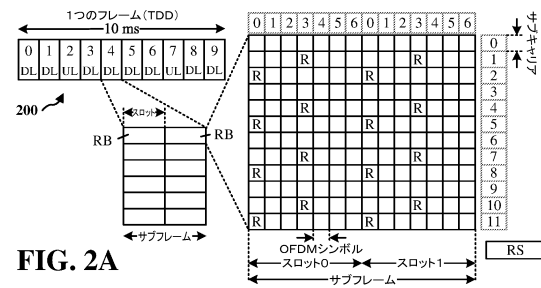 1つのフレーム(TDD)
10 ms
0 1 2 3 4 5 6 7 8 9
DL DL UL DL DL DL DL UL DL DL
200
スロット
RB RB
サブフレーム
FIG. 2A
0 1 2 3 4 5 6 0 1 2 3 4 5 6
サブキャリア
0
R R 1
R R 2
3
R R 4
R R 5
6
R R 7
R R 8
9
R R 10
R R 11
OFDMシンボル
スロット0 スロット1
サブフレーム
RS